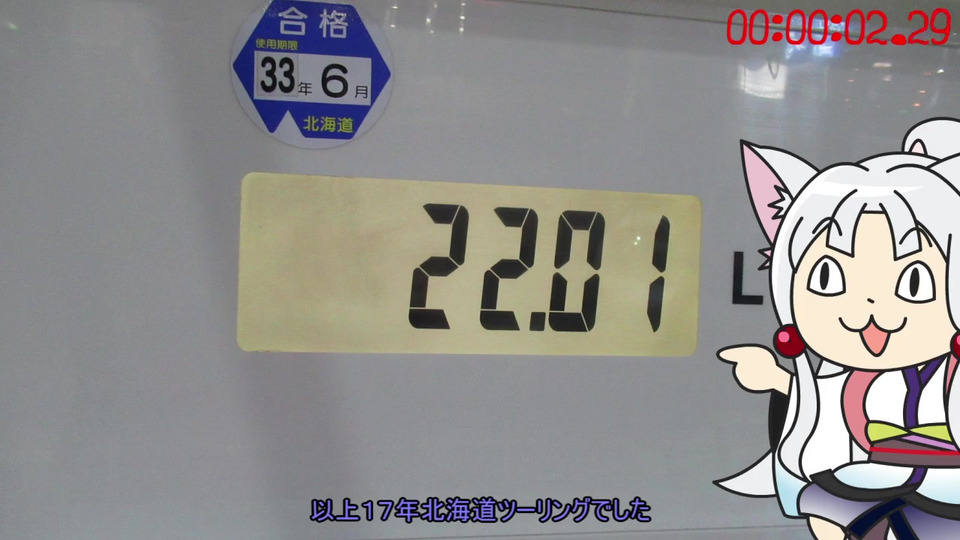 合格
使用期限
33年6月
北海道
00:00:02.29
22.01
L
以上17年北海道ツーリングでした